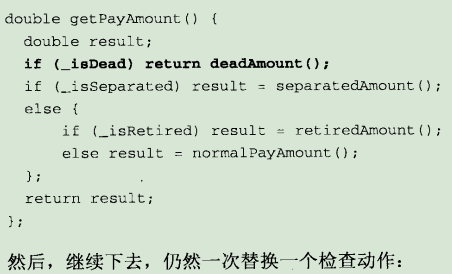 double getPayAmount() {
  double result;
  if (_isDead) return deadAmount();
  if (_isSeparated) result = separatedAmount();
  else {
      if (_isRetired) result = retiredAmount();
      else result = normalPayAmount();
  };
  return result;
};
然后，继续下去，仍然一次替换一个检查动作：